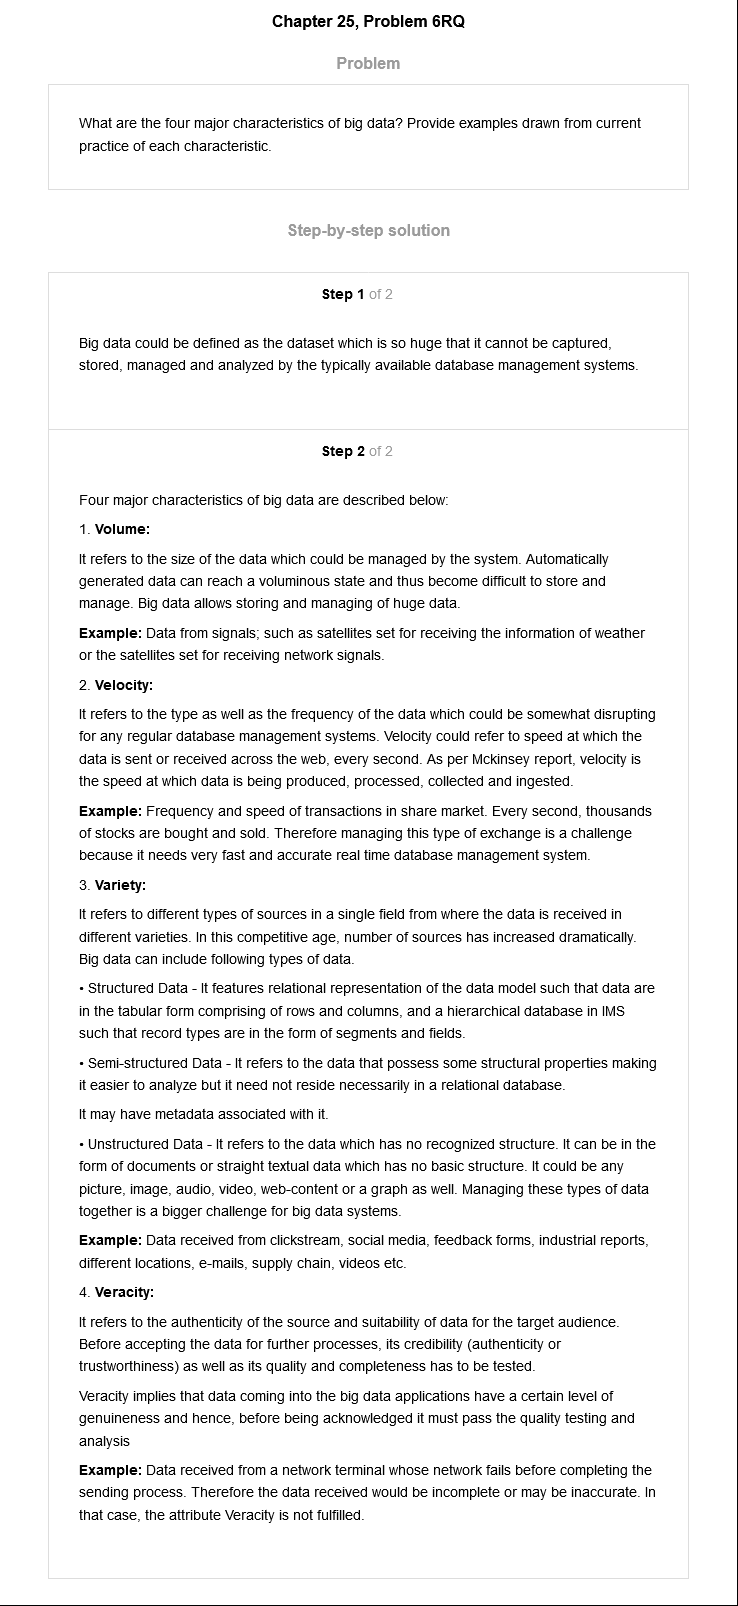 Chapter 25, Problem 6RQ
Problem
What are the four major characteristics of big data? Provide examples drawn from current
practice of each characteristic.
Step-by-step solution
Step 1 of 2
Big data could be defined as the dataset which is so huge that it cannot be captured,
stored, managed and analyzed by the typically available database management systems.
Step 2 of 2
Four major characteristics of big data are described below:
1. Volume:
It refers to the size of the data which could be managed by the system. Automatically
generated data can reach a voluminous state and thus become difficult to store and
manage. Big data allows storing and managing of huge data.
Example: Data from signals; such as satellites set for receiving the information of weather
or the satellites set for receiving network signals.
2. Velocity:
It refers to the type as well as the frequency of the data which could be somewhat disrupting
for any regular database management systems. Velocity could refer to speed at which the
data is sent or received across the web, every second. As per Mckinsey report, velocity is
the speed at which data is being produced, processed, collected and ingested.
Example: Frequency and speed of transactions in share market. Every second, thousands
of stocks are bought and sold. Therefore managing this type of exchange is a challenge
because it needs very fast and accurate real time database management system.
3. Variety:
It refers to different types of sources in a single field from where the data is received in
different varieties. In this competitive age, number of sources has increased dramatically.
Big data can include following types of data.
• Structured Data - It features relational representation of the data model such that data are
in the tabular form comprising of rows and columns, and a hierarchical database in IMS
such that record types are in the form of segments and fields.
• Semi-structured Data - It refers to the data that possess some structural properties making
it easier to analyze but it need not reside necessarily in a relational database.
It may have metadata associated with it.
• Unstructured Data - It refers to the data which has no recognized structure. It can be in the
form of documents or straight textual data which has no basic structure. It could be any
picture, image, audio, video, web-content or a graph as well. Managing these types of data
together is a bigger challenge for big data systems.
Example: Data received from clickstream, social media, feedback forms, industrial reports,
different locations, e-mails, supply chain, videos etc.
4. Veracity:
It refers to the authenticity of the source and suitability of data for the target audience.
Before accepting the data for further processes, its credibility (authenticity or
trustworthiness) as well as its quality and completeness has to be tested.
Veracity implies that data coming into the big data applications have a certain level of
genuineness and hence, before being acknowledged it must pass the quality testing and
analysis
Example: Data received from a network terminal whose network fails before completing the
sending process. Therefore the data received would be incomplete or may be inaccurate. In
that case, the attribute Veracity is not fulfilled.